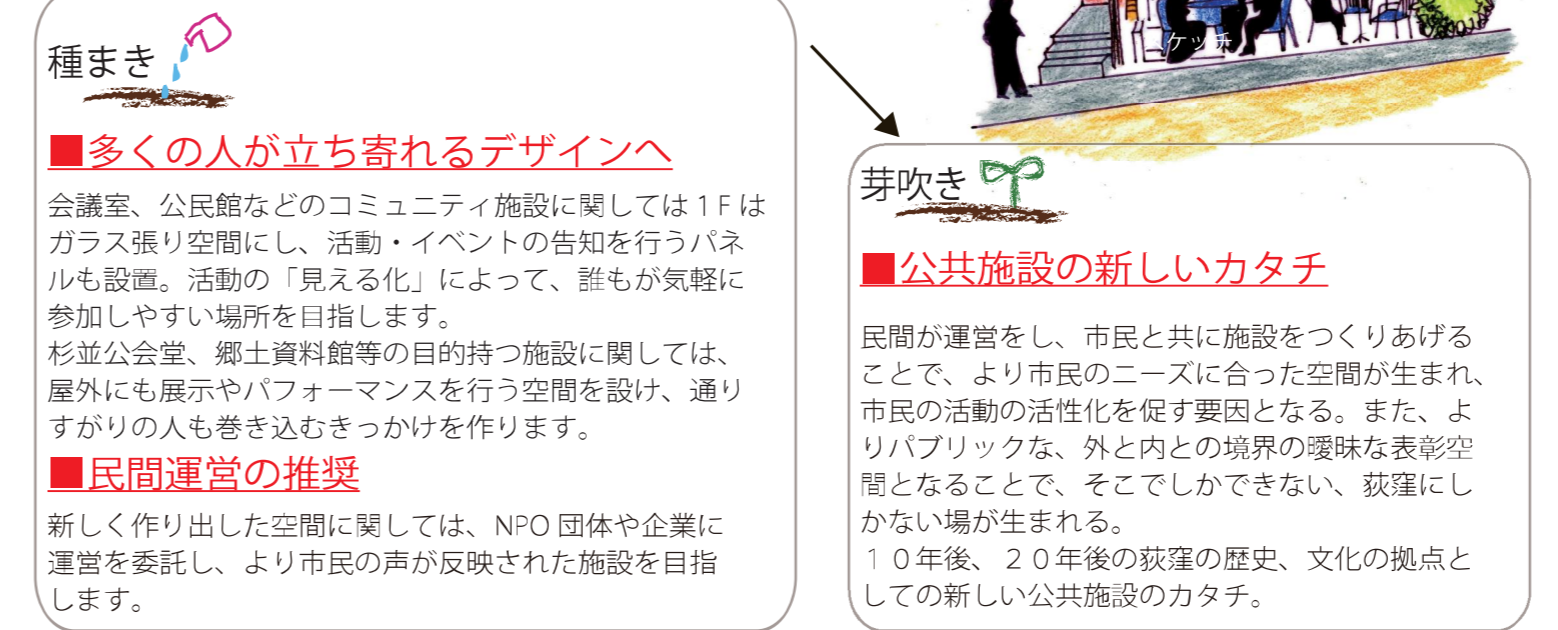 種まき
■多くの人が立ち寄れるデザインへ
会議室、公民館などのコミュニティ施設に関しては1Fは
ガラス張り空間にし、活動・イベントの告知を行うパネ
ルも設置。活動の「見える化」によって、誰もが気軽に
参加しやすい場所を目指します。
杉並公会堂、郷土資料館等の目的持つ施設に関しては、
屋外にも展示やパフォーマンスを行う空間を設け、通り
すがりの人も巻き込むきっかけを作ります。
■民間運営の推奨
新しく作り出した空間に関しては、NPO団体や企業に
運営を委託し、より市民の声が反映された施設を目指
します。
スケッチ
芽吹き
■公共施設の新しいカタチ
民間が運営をし、市民と共に施設をつくりあげる
ことで、より市民のニーズに合った空間が生まれ、
市民の活動の活性化を促す要因となる。また、よ
りパブリックな、外と内との境界の曖昧な表彰空
間となることで、そこでしかできない、荻窪にし
かない場が生まれる。
１０年後、２０年後の荻窪の歴史、文化の拠点と
しての新しい公共施設のカタチ。